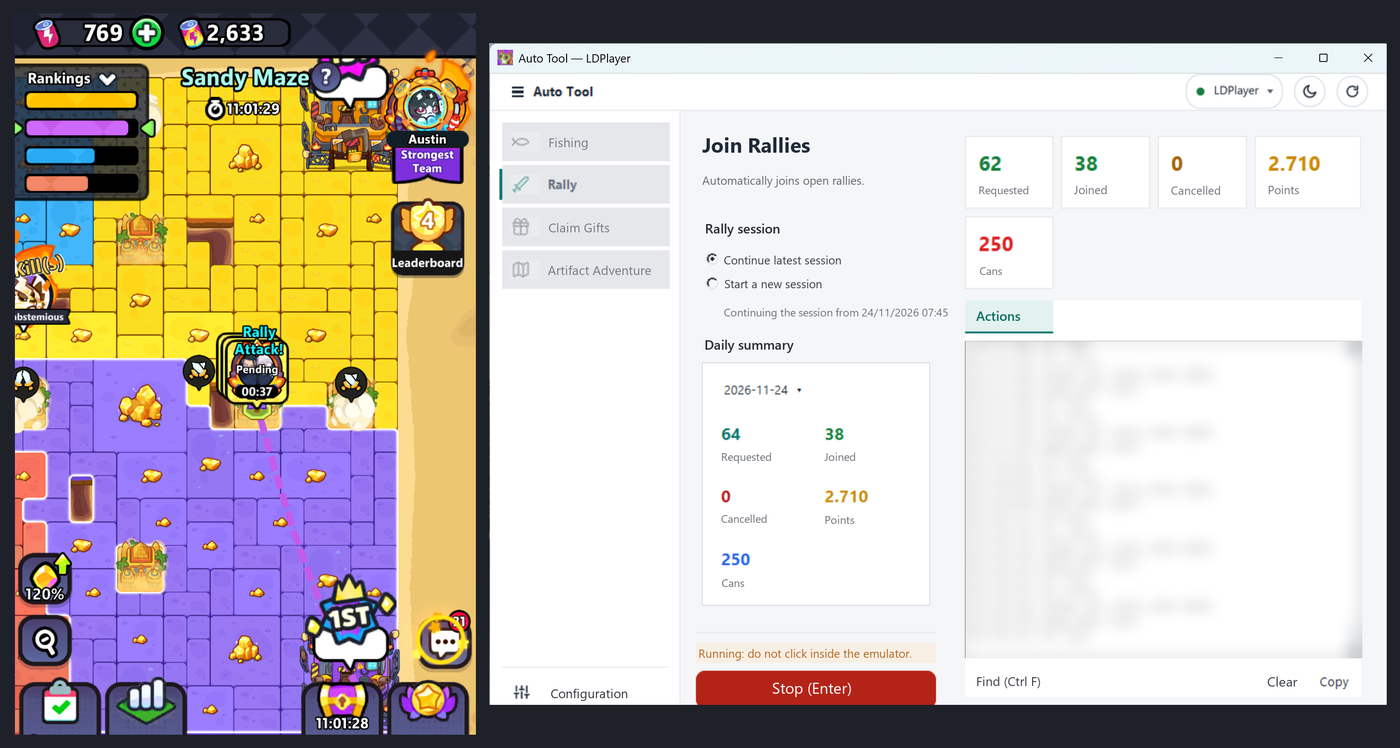 769
2,633
Rankings
Sandy Maze
?
11:01:29
Austin
Strongest
Team
4
Leaderboard
Kill(s)
bstemious
Rally
Attack!
Pending
00:37
120%
1ST
11:01:28
Auto Tool — LDPlayer
Auto Tool
LDPlayer
Fishing
Rally
Claim Gifts
Artifact Adventure
Configuration
Join Rallies
Automatically joins open rallies.
Rally session
Continue latest session
Start a new session
Continuing the session from 24/11/2026 07:45
Daily summary
2026-11-24
64
38
Requested
Joined
0
2.710
Cancelled
Points
250
Cans
Running: do not click inside the emulator.
Stop (Enter)
62
38
0
2.710
Requested
Joined
Cancelled
Points
250
Cans
Actions
Find (Ctrl F)
Clear
Copy